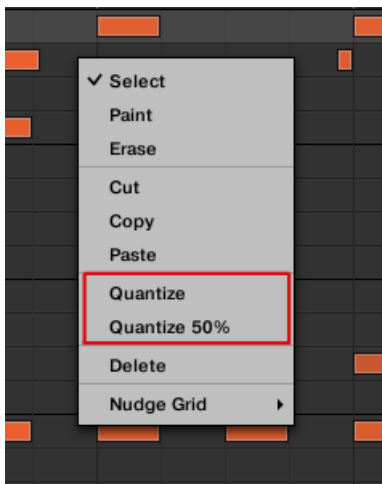 Select
Paint
Erase
Cut
Copy
Paste
Quantize
Quantize 50%
Delete
Nudge Grid